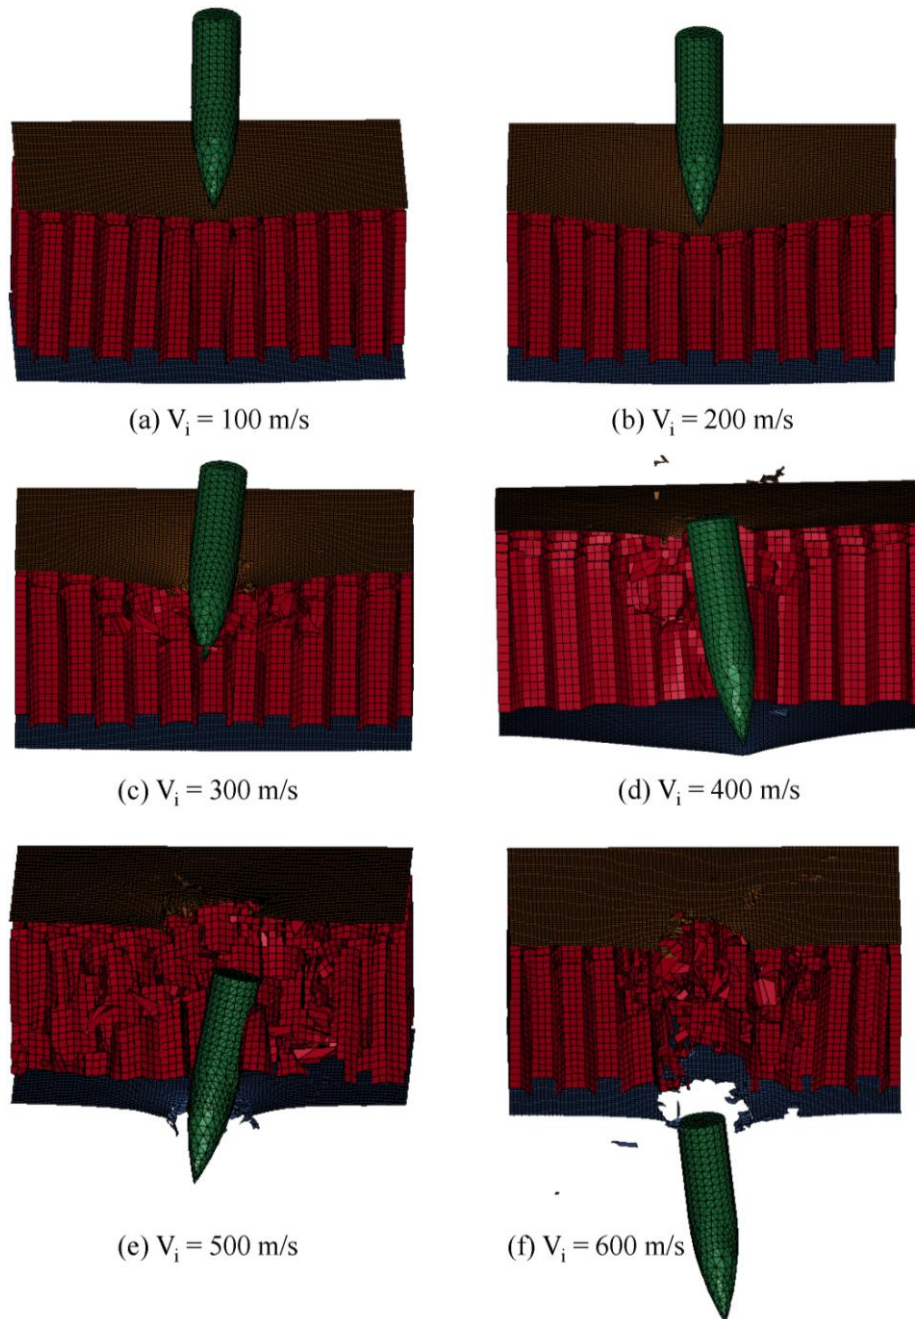 (a) Vᵢ = 100 m/s
(b) Vᵢ = 200 m/s
(c) Vᵢ = 300 m/s
(d) Vᵢ = 400 m/s
(e) Vᵢ = 500 m/s
(f) Vᵢ = 600 m/s